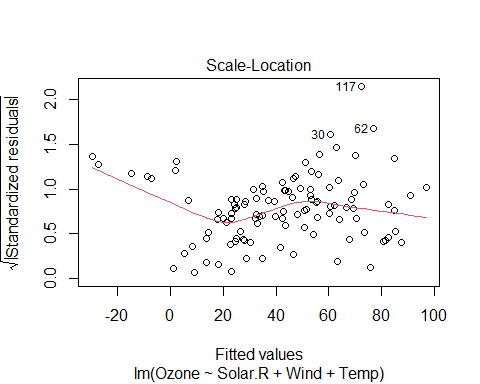 Scale-Location
√|Standardized residuals|
2.0
1.5
1.0
0.5
0.0
117
62
30
-20 0 20 40 60 80 100
Fitted values
lm(Ozone ~ Solar.R + Wind + Temp)